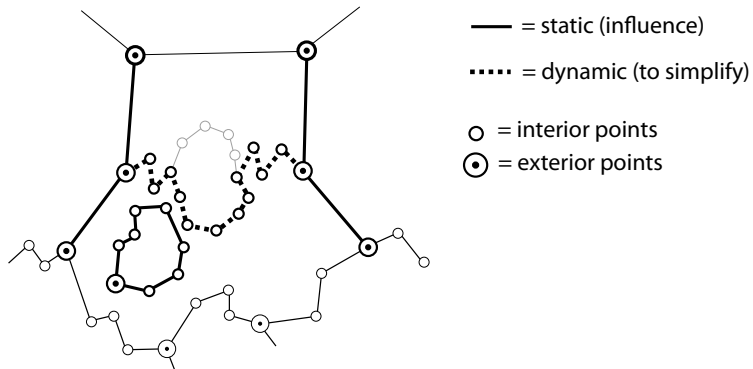 = static (influence)
= dynamic (to simplify)
= interior points
= exterior points